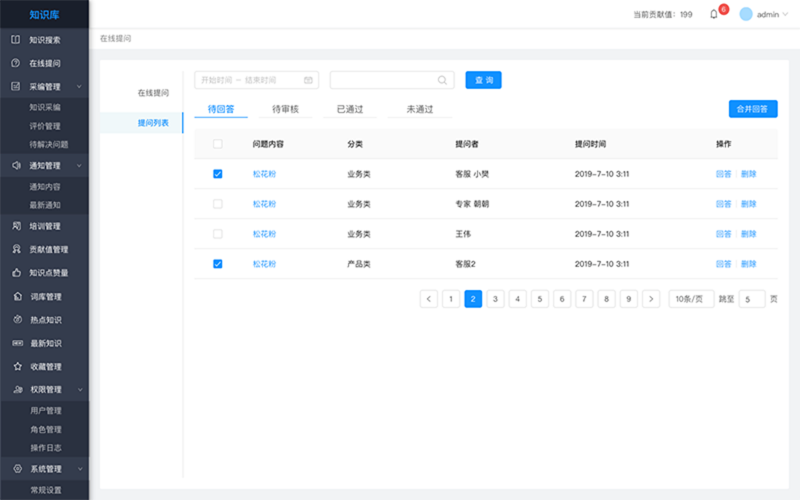 知识库
当前贡献值: 199
6
admin
知识搜索
在线提问
采编管理
知识采编
评价管理
待解决问题
通知管理
通知内容
最新通知
培训管理
贡献值管理
知识点赞量
词库管理
热点知识
NEW 最新知识
收藏管理
权限管理
用户管理
角色管理
操作日志
系统管理
常规设置
在线提问
在线提问
提问列表
开始时间 ~ 结束时间
查 询
待回答 待审核 已通过 未通过
合并回答
问题内容 分类 提问者 提问时间 操作
松花粉 业务类 客服 小昊 2019-7-10 3:11 回答 删除
松花粉 业务类 专家 朝朝 2019-7-10 3:11 回答 删除
松花粉 业务类 王伟 2019-7-10 3:11 回答 删除
松花粉 产品类 客服2 2019-7-10 3:11 回答 删除
< 1 2 3 4 5 6 7 8 9 > 10条/页 跳至 5 页